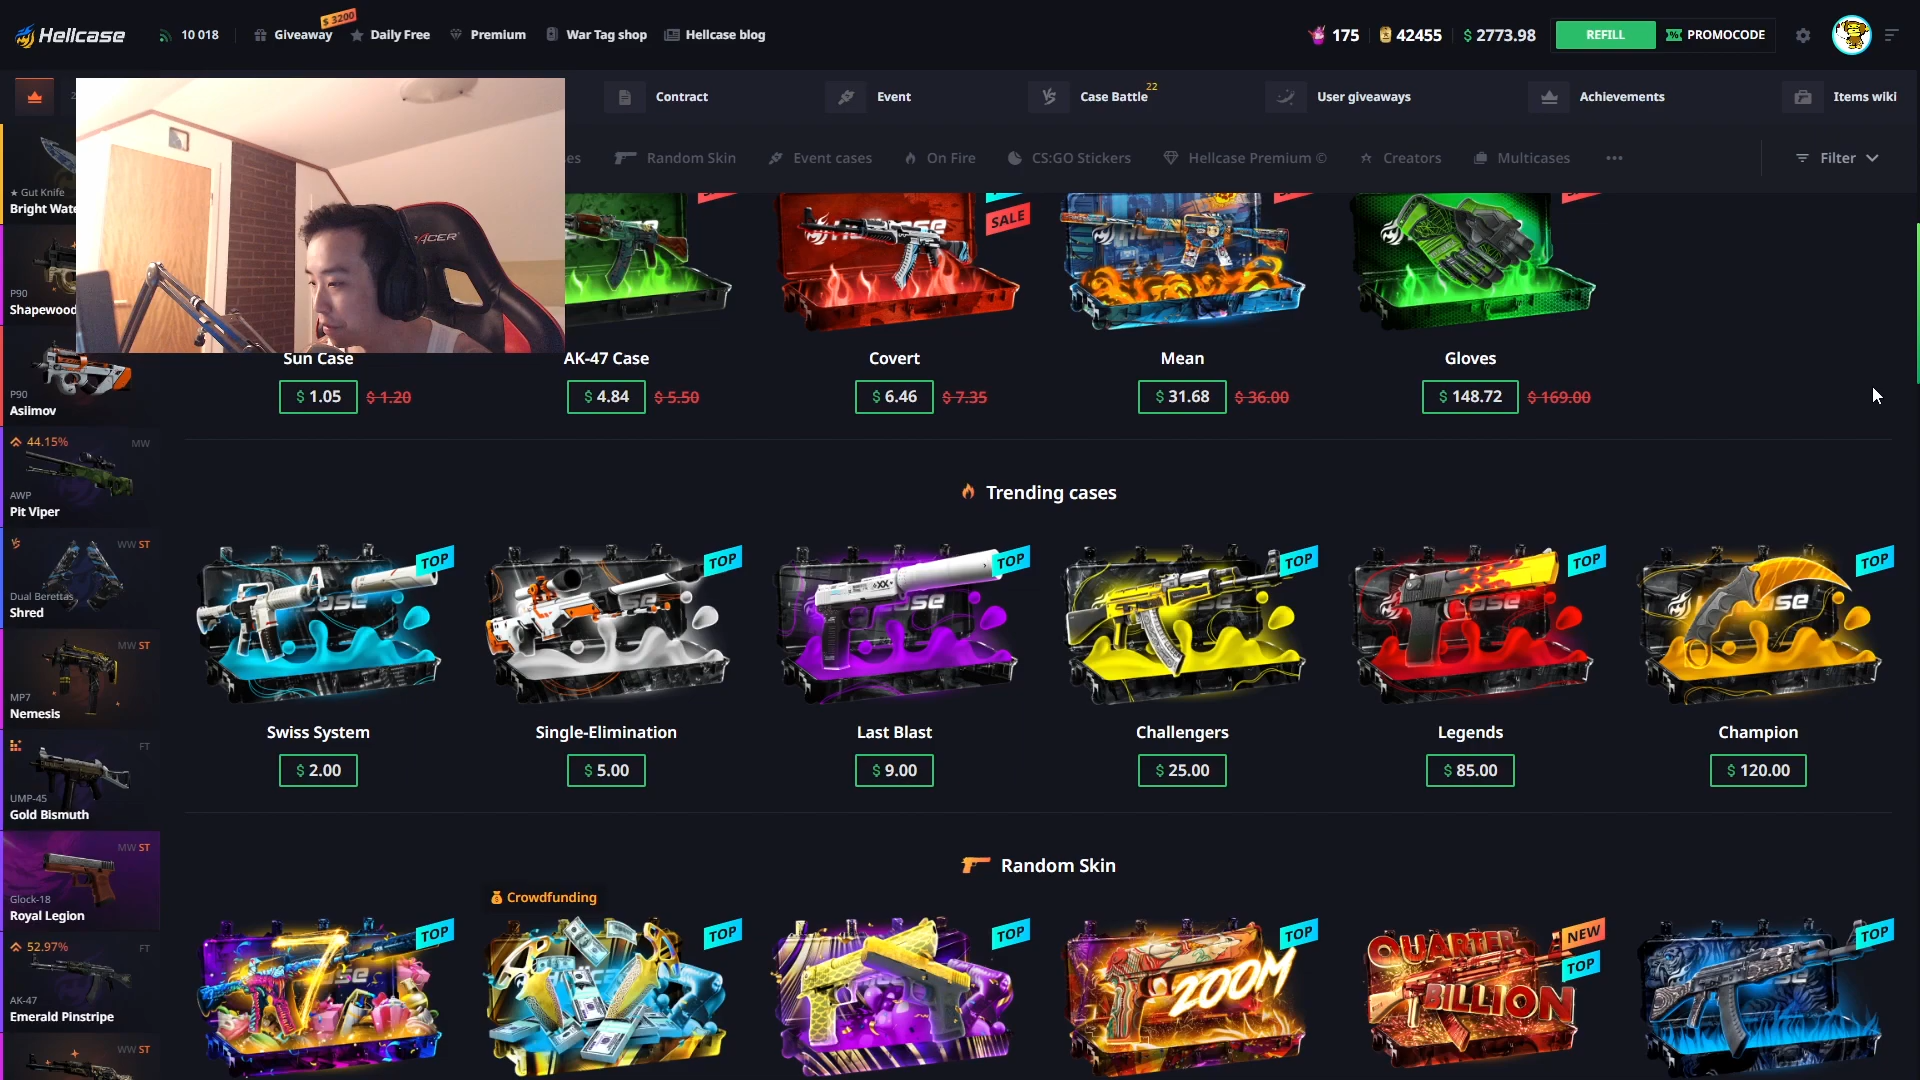 Hellcase
10 018
Giveaway
$ 3200
Daily Free
Premium
War Tag shop
Hellcase blog
175
42455
$ 2773.98
REFILL
% PROMOCODE
Contract
Event
Case Battle 22
User giveaways
Achievements
Items wiki
Random Skin
Event cases
On Fire
CS:GO Stickers
Hellcase Premium ©
Creators
Multicases
Filter
★ Gut Knife
P90
P90
Asiimov
44.15%
MW
AWP
Pit Viper
WW ST
Dual Berettas
Shred
MW ST
MP7
Nemesis
FT
UMP-45
Gold Bismuth
MW ST
Glock-18
Royal Legion
52.97%
FT
AK-47
Emerald Pinstripe
WW ST
SALE
Sun Case
AK-47 Case
Covert
Mean
Gloves
$ 1.05 $ 1.20
$ 4.84 $ 5.50
$ 6.46 $ 7.35
$ 31.68 $ 36.00
$ 148.72 $ 169.00
Trending cases
TOP
TOP
TOP
TOP
TOP
TOP
Swiss System
Single-Elimination
Last Blast
Challengers
Legends
Champion
$ 2.00
$ 5.00
$ 9.00
$ 25.00
$ 85.00
$ 120.00
Random Skin
Crowdfunding
TOP
TOP
TOP
TOP
ZOOM
NEW
TOP
QUARTER
BILLION
TOP